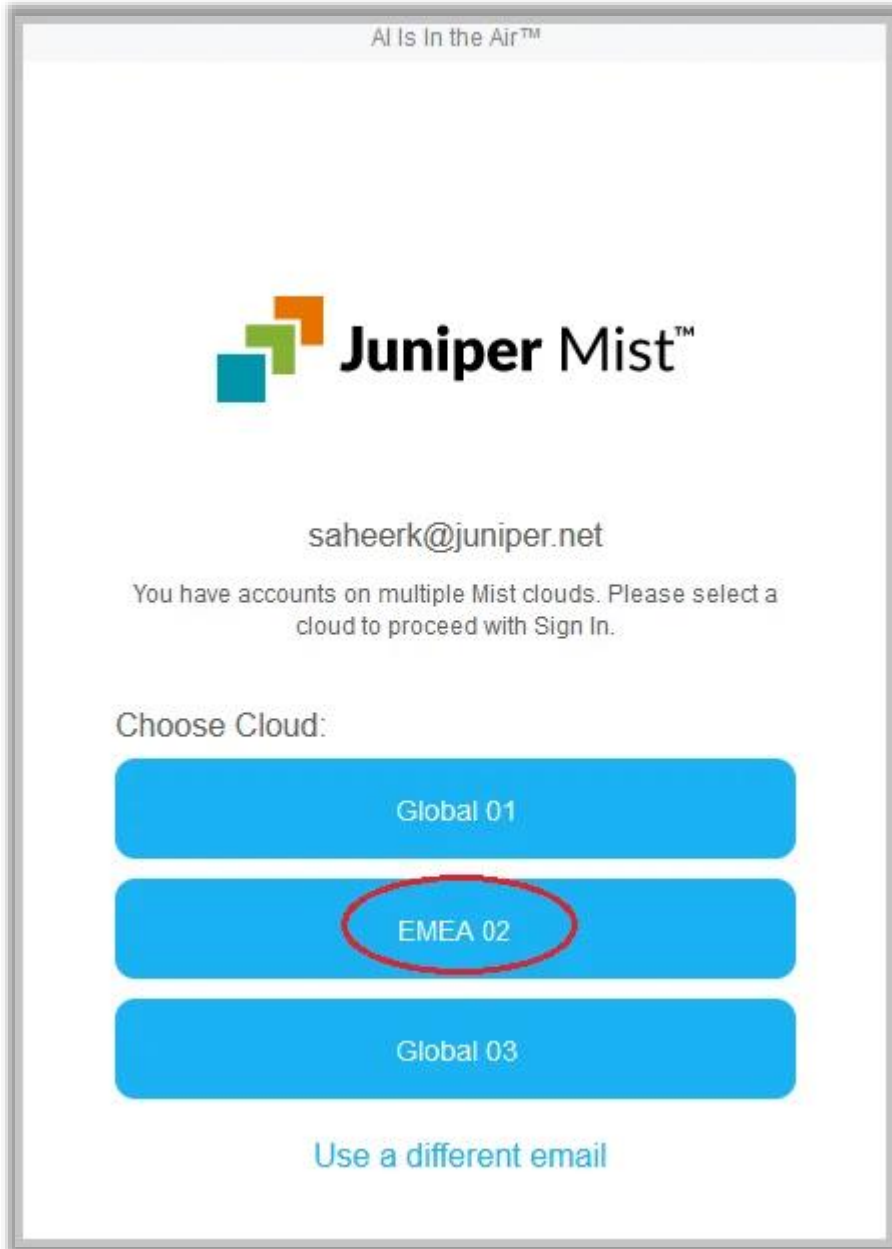 AI Is In the Air™
Juniper Mist™
saheerk@juniper.net
You have accounts on multiple Mist clouds. Please select a
cloud to proceed with Sign In.
Choose Cloud:
Global 01
EMEA 02
Global 03
Use a different email